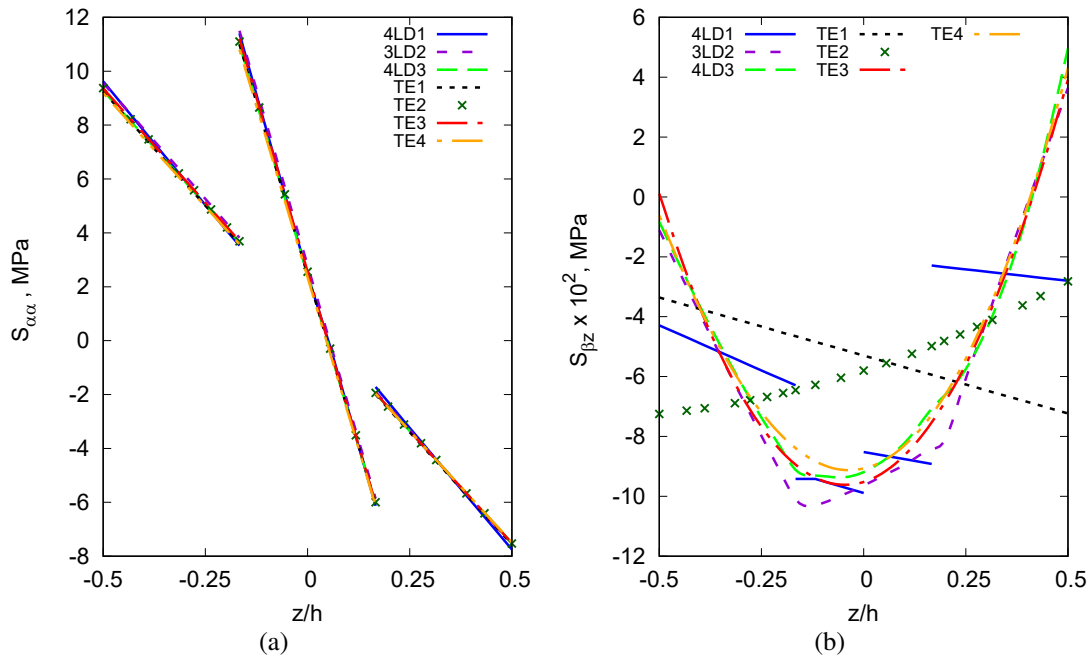 12
10
8
6
4
2
0
-2
-4
-6
-8
-0.5
-0.25
0
0.25
0.5
S_αα , MPa
z/h
4LD1
3LD2
4LD3
TE1
TE2
TE3
TE4
(a)
6
4
2
0
-2
-4
-6
-8
-10
-12
-0.5
-0.25
0
0.25
0.5
S_βz x 10², MPa
z/h
4LD1
3LD2
4LD3
TE1
TE2
TE3
TE4
(b)